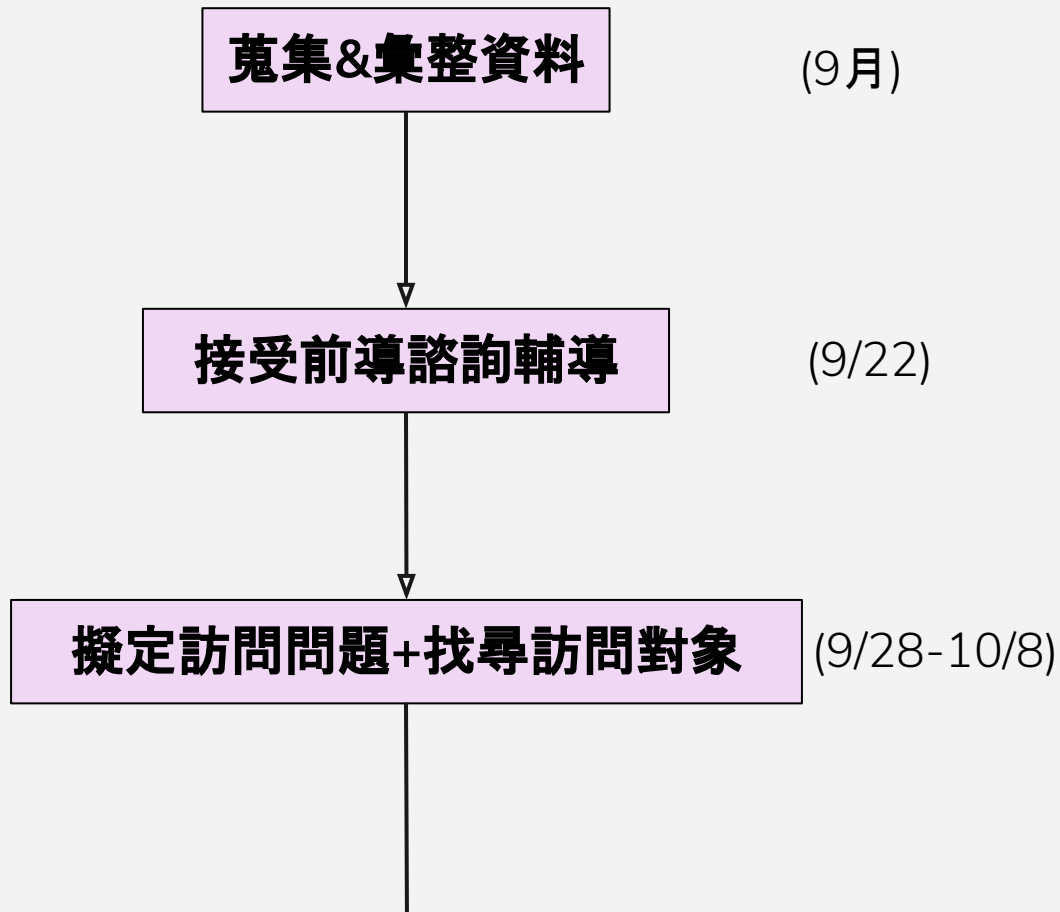 蒐集&彙整資料
(9月)
接受前導諮詢輔導
(9/22)
擬定訪問問題+找尋訪問對象
(9/28-10/8)